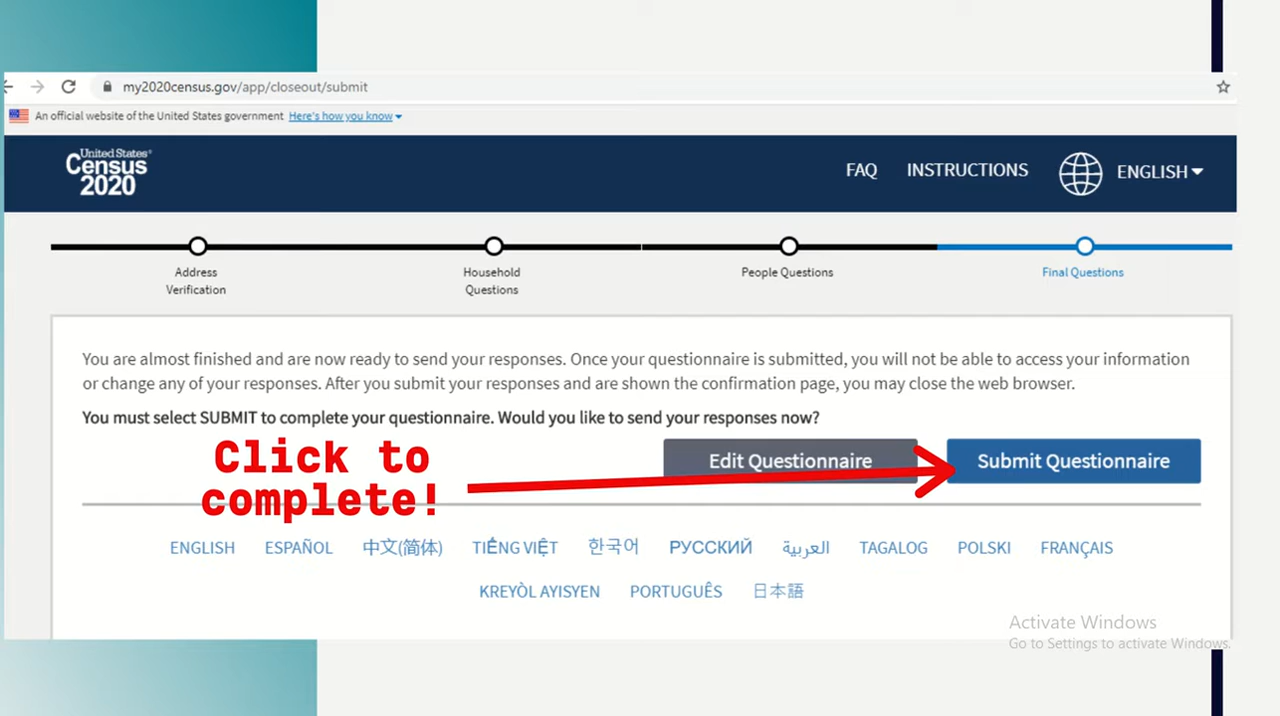 my2020census.gov/app/closeout/submit
An official website of the United States government Here's how you know
United States®
Census
2020
FAQ INSTRUCTIONS ENGLISH
Address
Verification
Household
Questions
People Questions
Final Questions
You are almost finished and are now ready to send your responses. Once your questionnaire is submitted, you will not be able to access your information
or change any of your responses. After you submit your responses and are shown the confirmation page, you may close the web browser.
You must select SUBMIT to complete your questionnaire. Would you like to send your responses now?
Click to
complete!
Edit Questionnaire Submit Questionnaire
ENGLISH ESPAÑOL 中文(简体) TIẾNG VIỆT 한국어 РУССКИЙ العربية TAGALOG POLSKI FRANÇAIS
KREYÒL AYISYEN PORTUGUÊS 日本語
Activate Windows
Go to Settings to activate Windows.